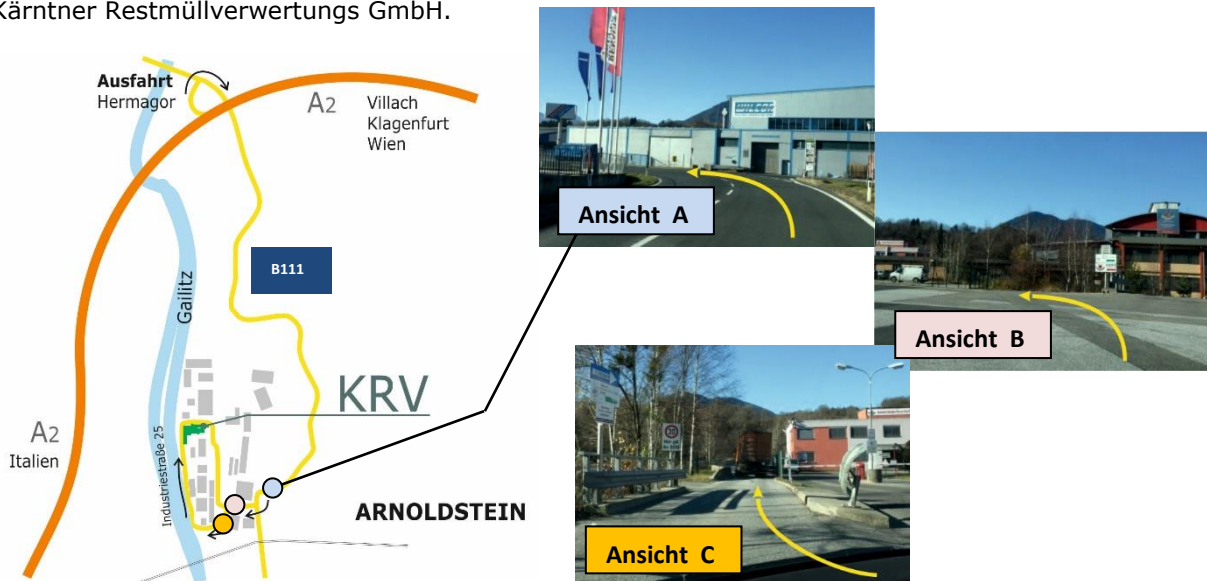 Kärntner Restmüllverwertungs GmbH.
Ausfahrt
Hermagor
A2
Villach
Klagenfurt
Wien
B111
Gailitz
KRV
A2
Italien
Industriestraße 25
ARNOLDSTEIN
Ansicht A
Ansicht B
Ansicht C